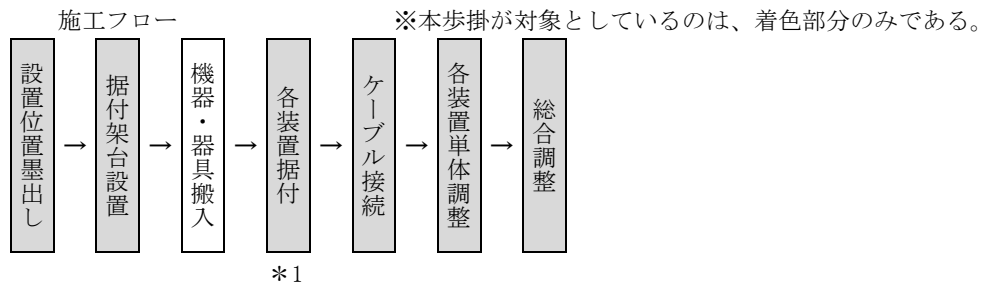 施工フロー
※本歩掛が対象としているのは、着色部分のみである。
設置位置墨出し
→
据付架台設置
→
機器・器具搬入
→
各装置据付
→
ケーブル接続
→
各装置単体調整
→
総合調整
＊1